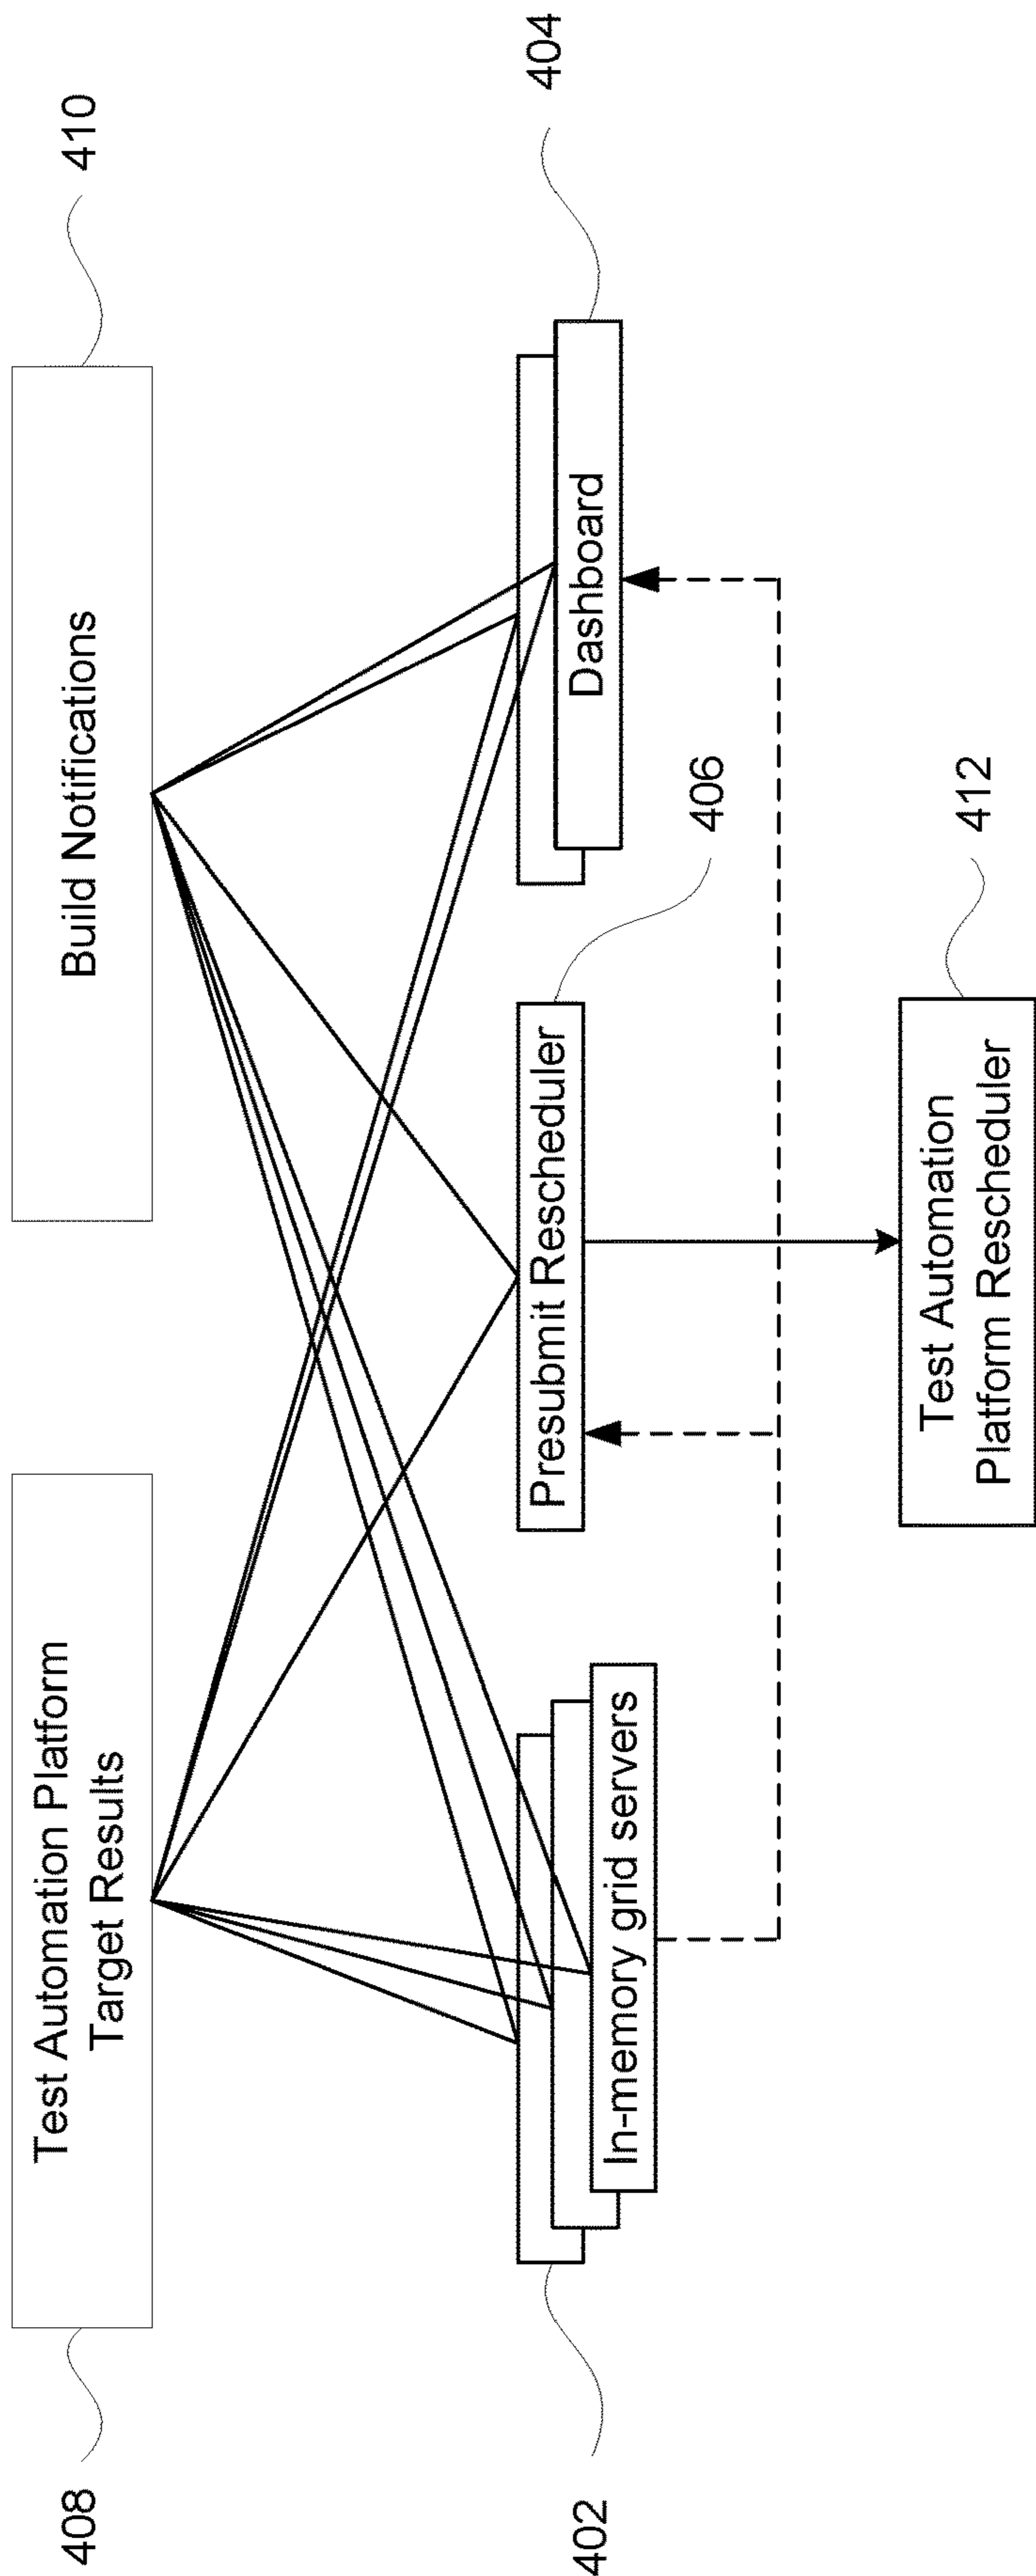 408
Test Automation Platform
Target Results
Build Notifications
410
402
In-memory grid servers
Presubmit Rescheduler
406
Dashboard
404
Test Automation
Platform Rescheduler
412